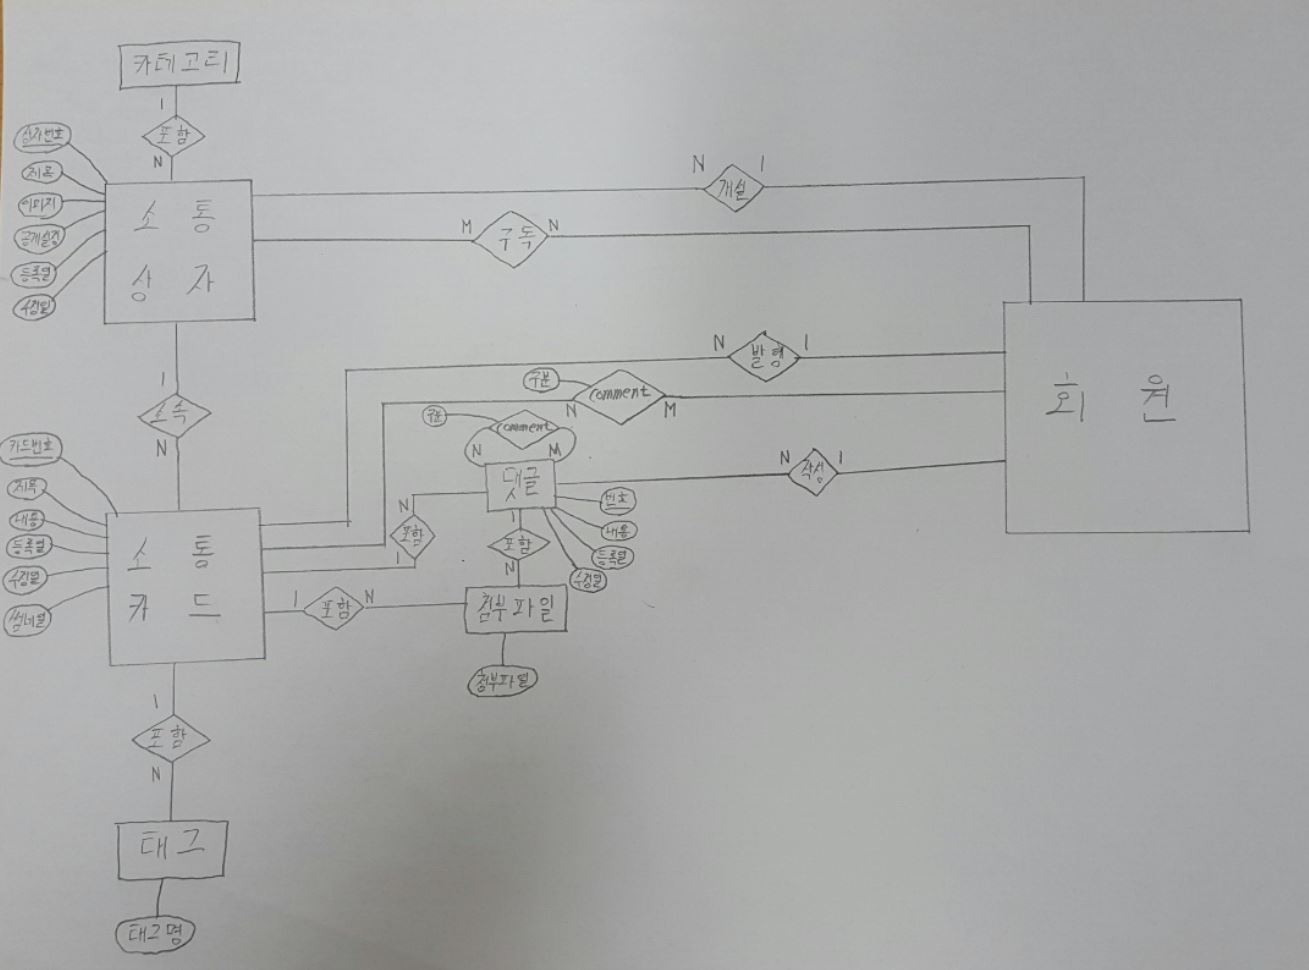 카테고리
1
포함
N
상자번호
제목
이미지
공개설정
등록일
수정일
소통
상자
N
개설
1
M
구독
N
1
소속
N
N
발행
1
구분
comment
N
M
구분
comment
N
M
댓글
N
작성
1
회원
카드번호
제목
내용
등록일
수정일
썸네일
소통
카드
N
포함
1
1
포함
N
번호
내용
등록일
수정일
1
포함
N
첨부파일
첨부파일
1
포함
N
태그
태그명